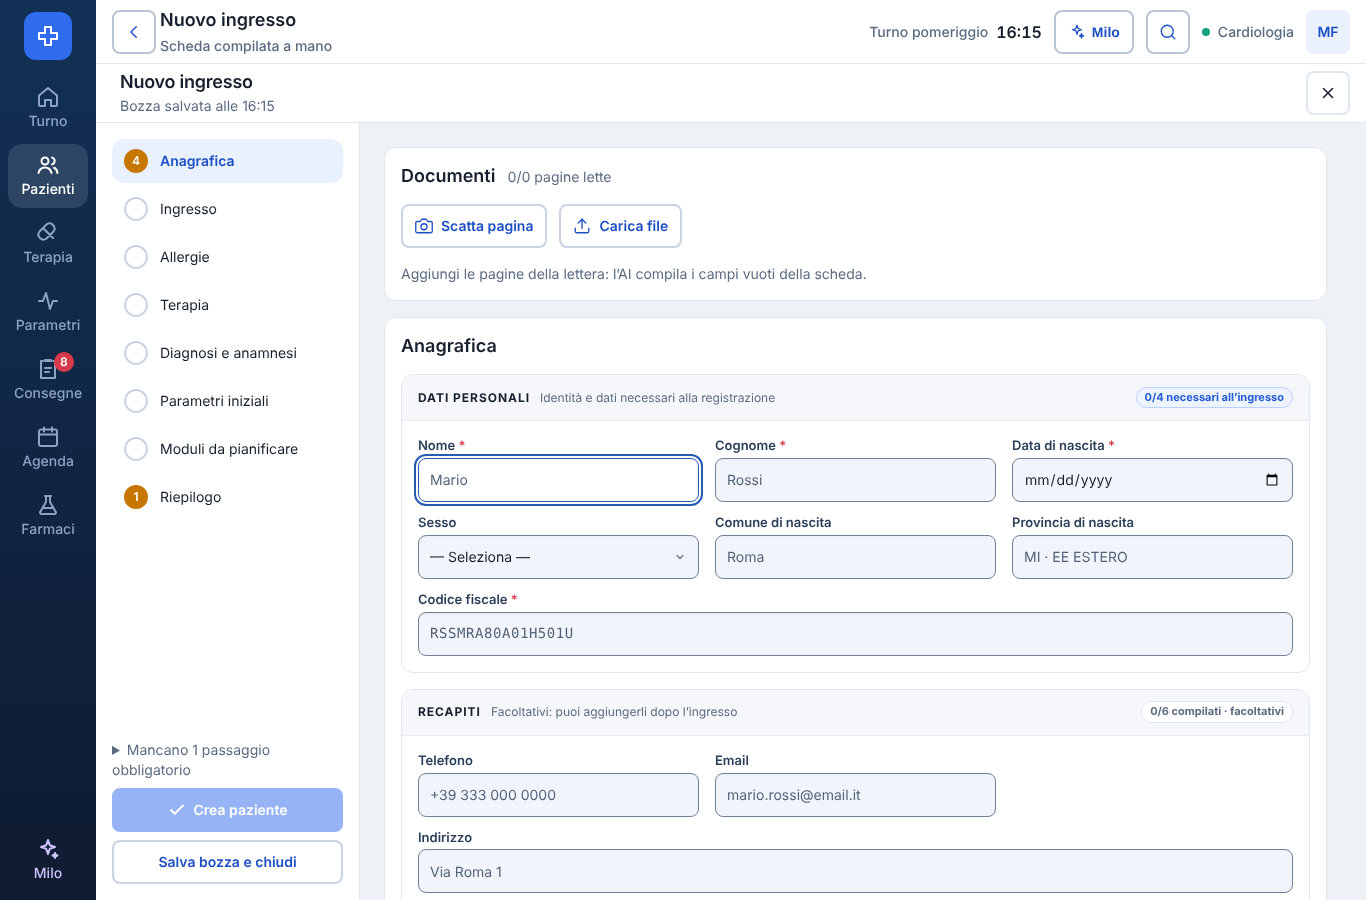 Nuovo ingresso
Scheda compilata a mano
Turno pomeriggio 16:15
Milo
Cardiologia
MF
Turno
Pazienti
Terapia
Parametri
8
Consegne
Agenda
Farmaci
Milo
Nuovo ingresso
Bozza salvata alle 16:15
4 Anagrafica
Ingresso
Allergie
Terapia
Diagnosi e anamnesi
Parametri iniziali
Moduli da pianificare
1 Riepilogo
Mancano 1 passaggio
obbligatorio
Crea paziente
Salva bozza e chiudi
Documenti 0/0 pagine lette
Scatta pagina Carica file
Aggiungi le pagine della lettera: l’AI compila i campi vuoti della scheda.
Anagrafica
DATI PERSONALI Identità e dati necessari alla registrazione 0/4 necessari all’ingresso
Nome * Cognome * Data di nascita *
Mario Rossi mm/dd/yyyy
Sesso Comune di nascita Provincia di nascita
— Seleziona — Roma MI · EE ESTERO
Codice fiscale *
RSSMRA80A01H501U
RECAPITI Facoltativi: puoi aggiungerli dopo l’ingresso 0/6 compilati · facoltativi
Telefono Email
+39 333 000 0000 mario.rossi@email.it
Indirizzo
Via Roma 1